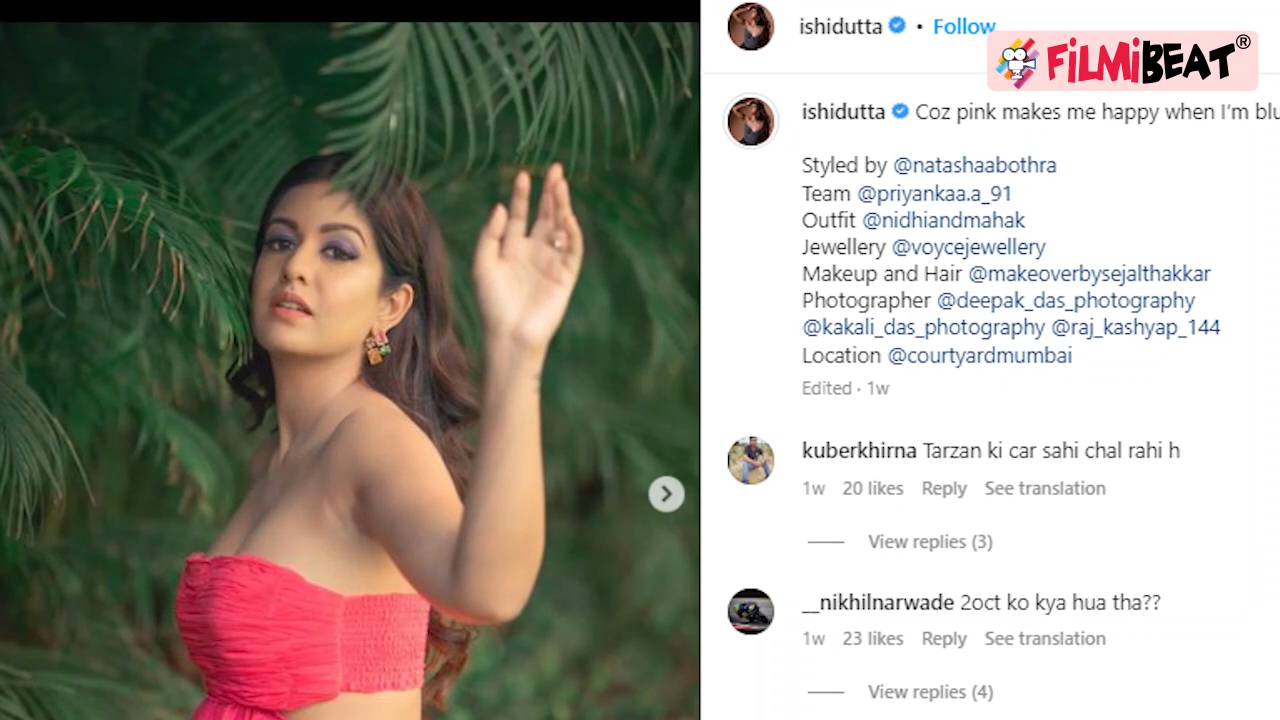 ishidutta • Follow
FILMIBEAT®
ishidutta Coz pink makes me happy when I'm blu
Styled by @natashaabothra
Team @priyankaa.a_91
Outfit @nidhiandmahak
Jewellery @voycejewellery
Makeup and Hair @makeoverbysejalthakkar
Photographer @deepak_das_photography
@kakali_das_photography @raj_kashyap_144
Location @courtyardmumbai
Edited · 1w
kuberkhirna Tarzan ki car sahi chal rahi h
1w 20 likes Reply See translation
View replies (3)
__nikhilnarwade 2oct ko kya hua tha??
1w 23 likes Reply See translation
View replies (4)